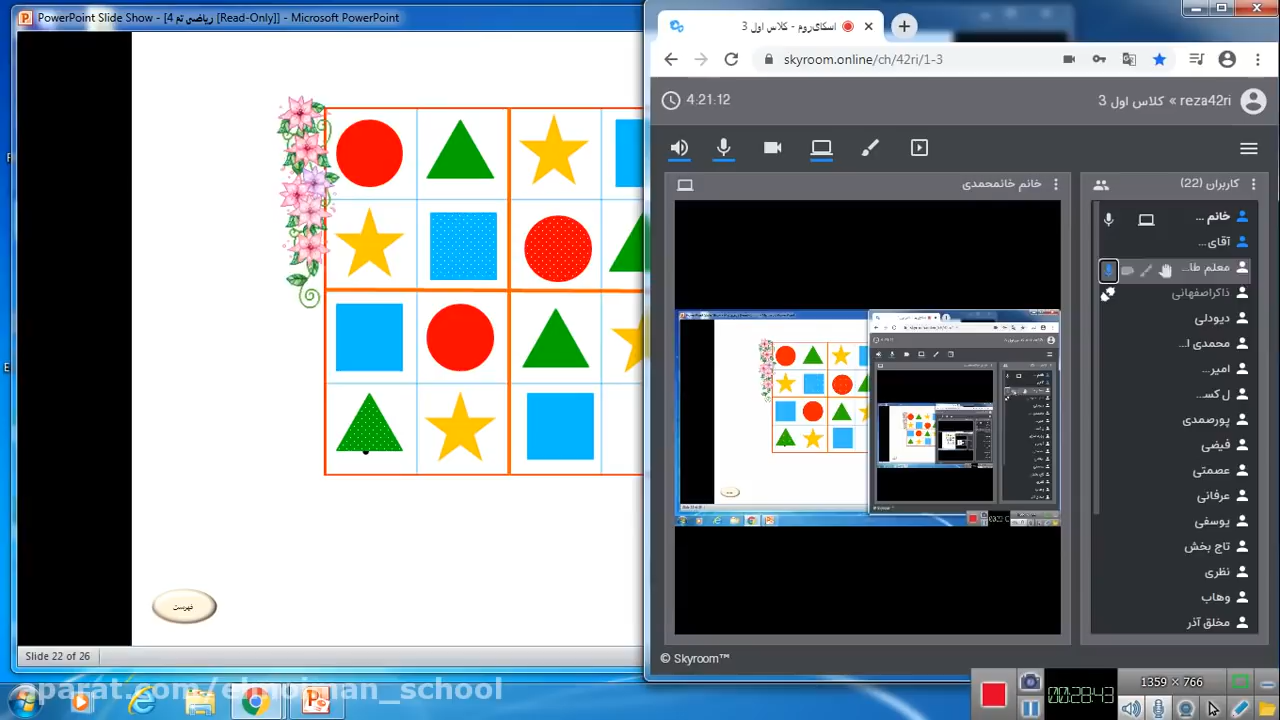 PowerPoint Slide Show - [4 ریاضی تم [Read-Only]] - Microsoft PowerPoint
اسکای‌روم - کلاس اول 3
skyroom.online/ch/42ri/1-3
4:21:12
کلاس اول 3 » reza42ri
خانم خانمحمدی
کاربران (22)
خانم ...
آقای...
معلم طا...
ذاکراصفهانی
دیودلی
محمدی ا...
امیر...
ل کس...
پورصمدی
فیضی
عصمتی
عرفانی
یوسفی
تاج بخش
نظری
وهاب
مخلق آذر
فهرست
Slide 22 of 26
© Skyroom™
aparat.com/elmoiman_school
1359 × 766
00:28:43